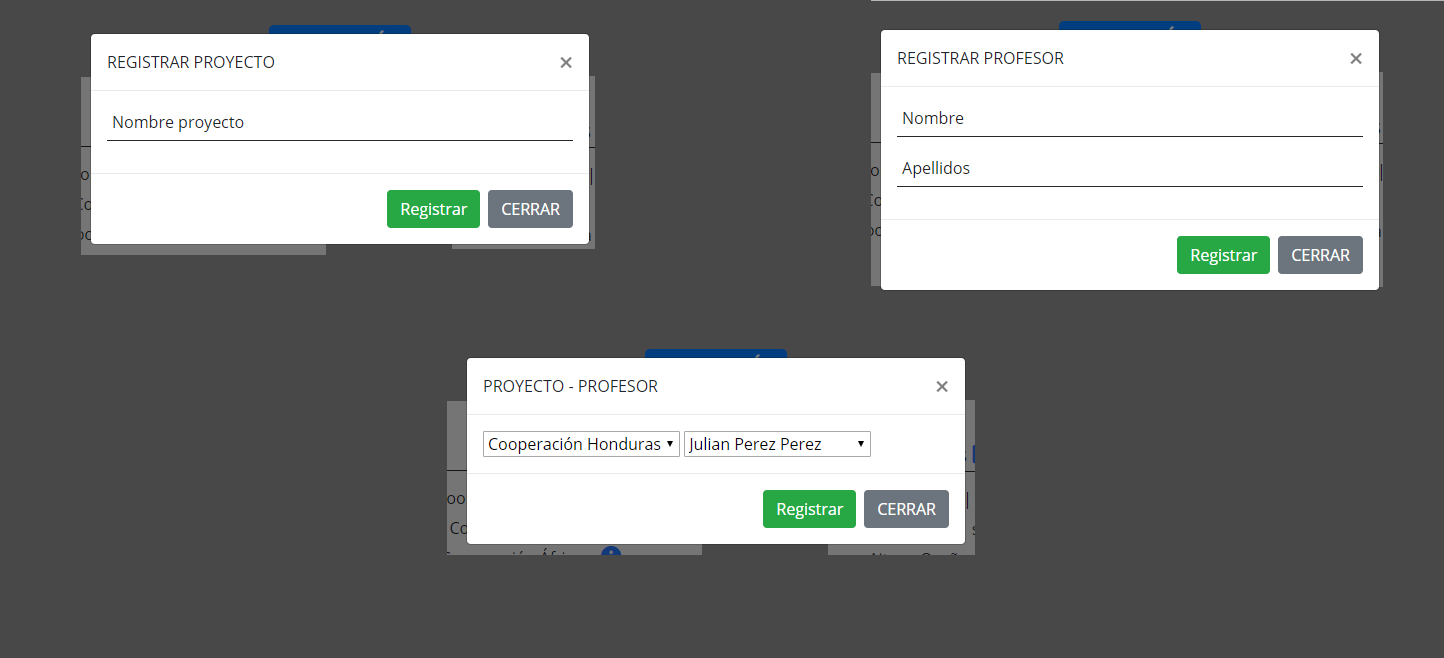 REGISTRAR PROYECTO ×
Nombre proyecto
Registrar CERRAR
REGISTRAR PROFESOR ×
Nombre
Apellidos
Registrar CERRAR
PROYECTO - PROFESOR ×
Cooperación Honduras Julian Perez Perez
Registrar CERRAR